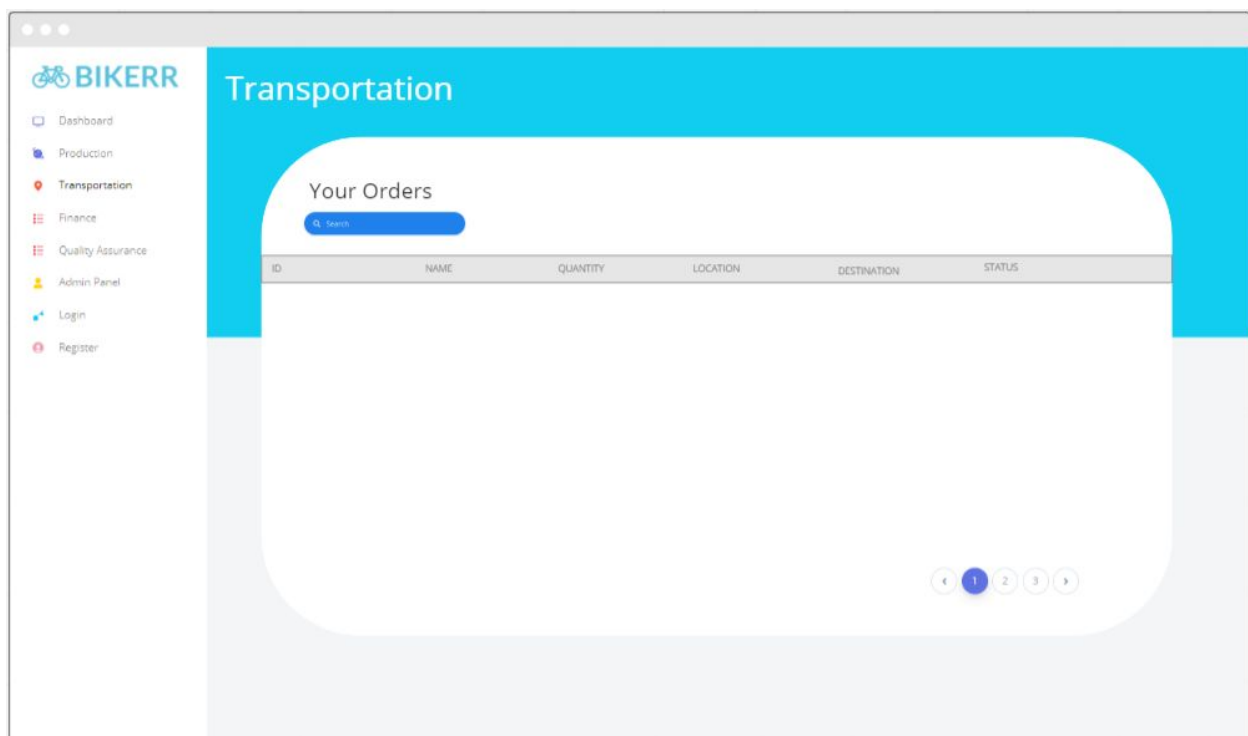 BIKERR
Dashboard
Production
Transportation
Finance
Quality Assurance
Admin Panel
Login
Register
Transportation
Your Orders
Search
ID NAME QUANTITY LOCATION DESTINATION STATUS
1 2 3